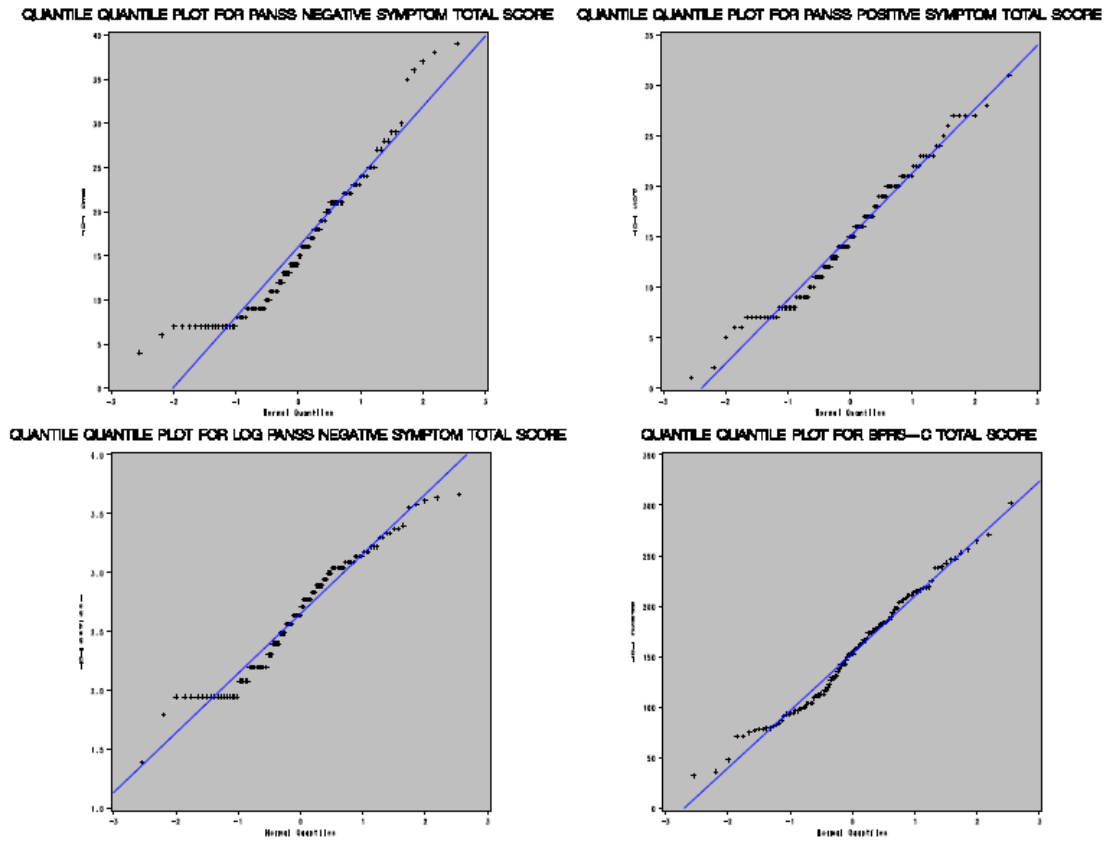 QUANTILE QUANTILE PLOT FOR PANSS NEGATIVE SYMPTOM TOTAL SCORE
40
35
30
25
20
15
10
5
0
-3 -2 -1 0 1 2 3
Normal Quantiles
QUANTILE QUANTILE PLOT FOR PANSS POSITIVE SYMPTOM TOTAL SCORE
35
30
25
20
15
10
5
0
-3 -2 -1 0 1 2 3
Normal Quantiles
QUANTILE QUANTILE PLOT FOR LOG PANSS NEGATIVE SYMPTOM TOTAL SCORE
4.0
3.5
3.0
2.5
2.0
1.5
1.0
-3 -2 -1 0 1 2 3
Normal Quantiles
QUANTILE QUANTILE PLOT FOR BPRS-C TOTAL SCORE
350
300
250
200
150
100
50
0
-3 -2 -1 0 1 2 3
Normal Quantiles